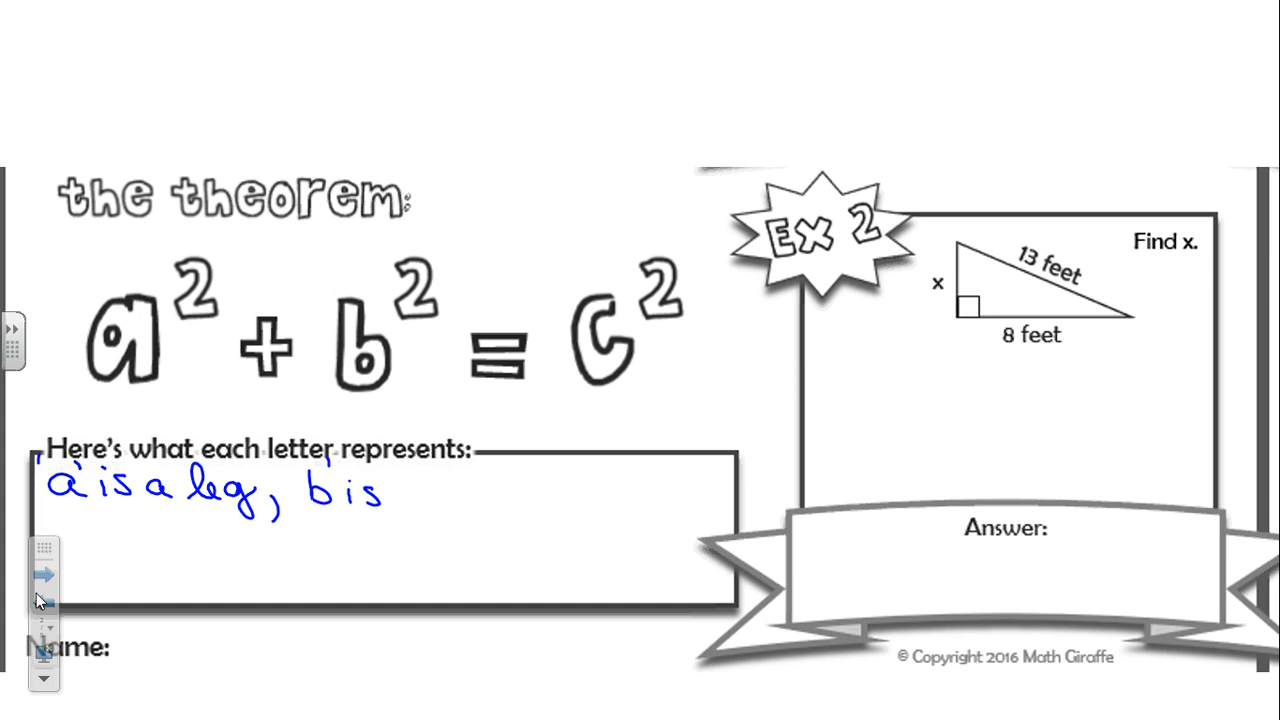 the theorem:
a² + b² = c²
Here's what each letter represents:
'a' is a leg, 'b is
Name:
Ex 2
Find x.
13 feet
x
8 feet
Answer:
© Copyright 2016 Math Giraffe